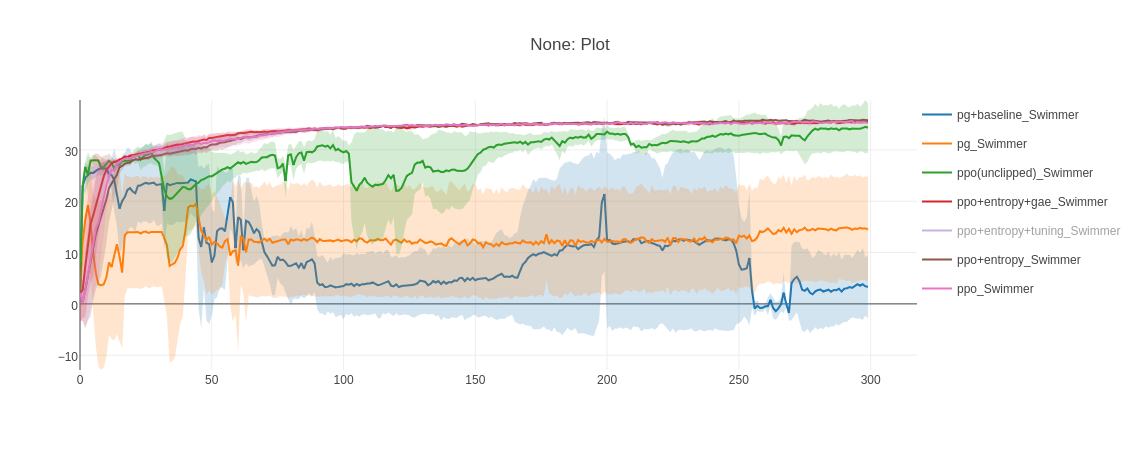 None: Plot
30
20
10
0
−10
0
50
100
150
200
250
300
pg+baseline_Swimmer
pg_Swimmer
ppo(unclipped)_Swimmer
ppo+entropy+gae_Swimmer
ppo+entropy+tuning_Swimmer
ppo+entropy_Swimmer
ppo_Swimmer